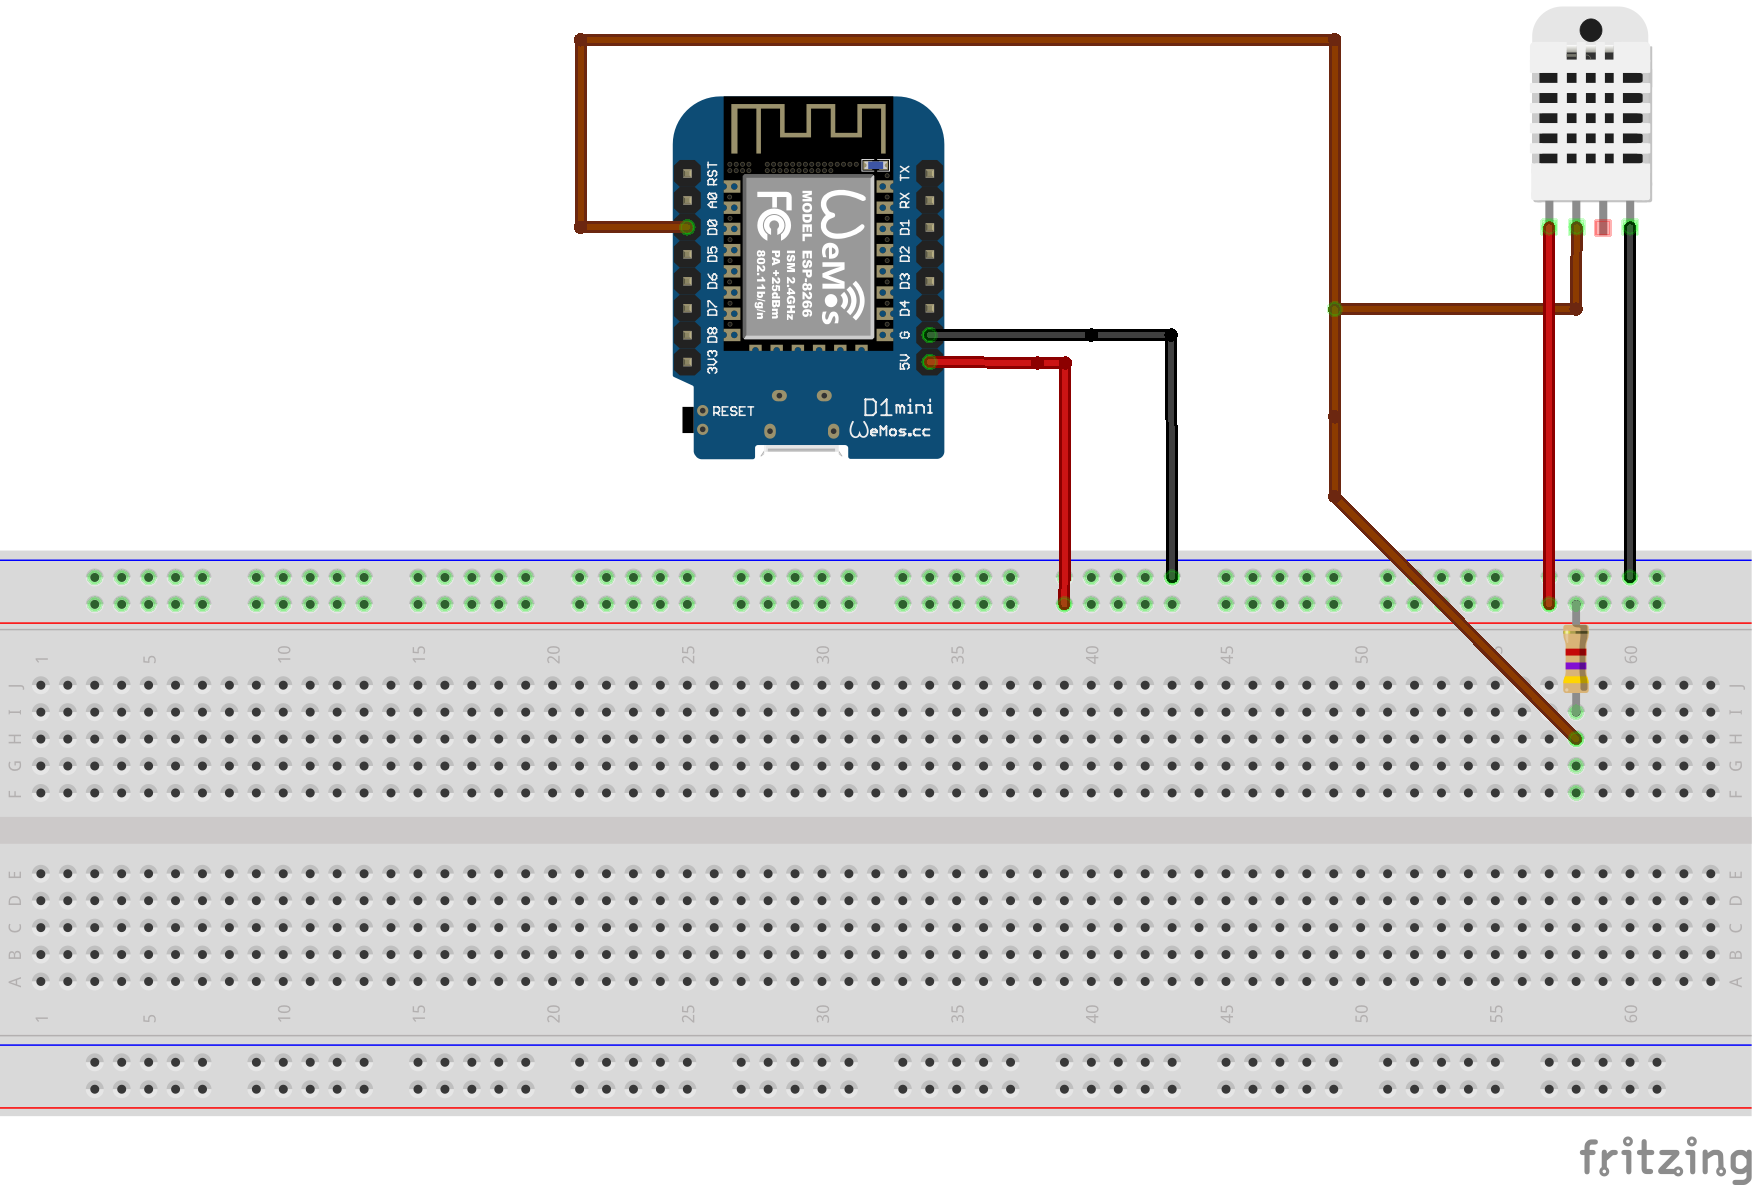 RST
A0
D0
D5
D6
D7
D8
3V3
TX
RX
D1
D2
D3
D4
G
5V
WeMos
MODEL ESP-8266
ISM 2.4GHz
PA +25dBm
802.11b/g/n
FC
RESET
D1mini
WeMos.cc
1 5 10 15 20 25 30 35 40 45 50 5 60
J J
I I
H H
G G
F F
E E
D D
C C
B B
A A
1 5 10 15 20 25 30 35 40 45 50 55 60
fritzing